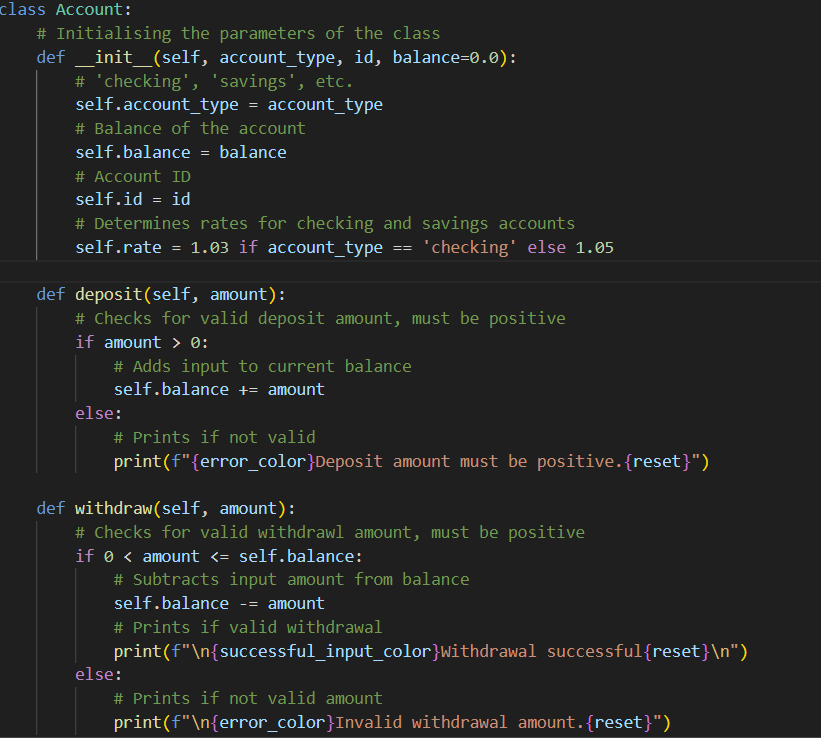 class Account:
    # Initialising the parameters of the class
    def __init__(self, account_type, id, balance=0.0):
        # 'checking', 'savings', etc.
        self.account_type = account_type
        # Balance of the account
        self.balance = balance
        # Account ID
        self.id = id
        # Determines rates for checking and savings accounts
        self.rate = 1.03 if account_type == 'checking' else 1.05

    def deposit(self, amount):
        # Checks for valid deposit amount, must be positive
        if amount > 0:
            # Adds input to current balance
            self.balance += amount
        else:
            # Prints if not valid
            print(f"{error_color}Deposit amount must be positive.{reset}")

    def withdraw(self, amount):
        # Checks for valid withdrawl amount, must be positive
        if 0 < amount <= self.balance:
            # Subtracts input amount from balance
            self.balance -= amount
            # Prints if valid withdrawal
            print(f"\n{successful_input_color}Withdrawal successful{reset}\n")
        else:
            # Prints if not valid amount
            print(f"\n{error_color}Invalid withdrawal amount.{reset}")